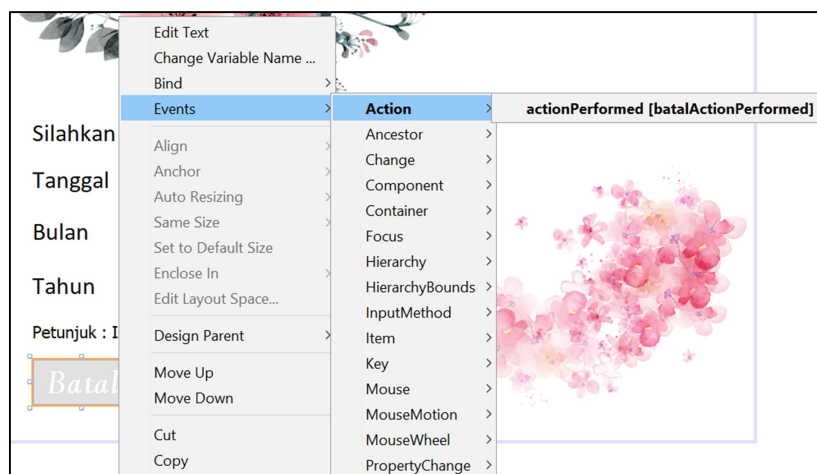 Edit Text
Change Variable Name ...
Bind
Events
Align
Anchor
Auto Resizing
Same Size
Set to Default Size
Enclose In
Edit Layout Space...
Design Parent
Move Up
Move Down
Cut
Copy
Action
Ancestor
Change
Component
Container
Focus
Hierarchy
HierarchyBounds
InputMethod
Item
Key
Mouse
MouseMotion
MouseWheel
PropertyChange
actionPerformed [batalActionPerformed]
Silahkan
Tanggal
Bulan
Tahun
Petunjuk :
Batal